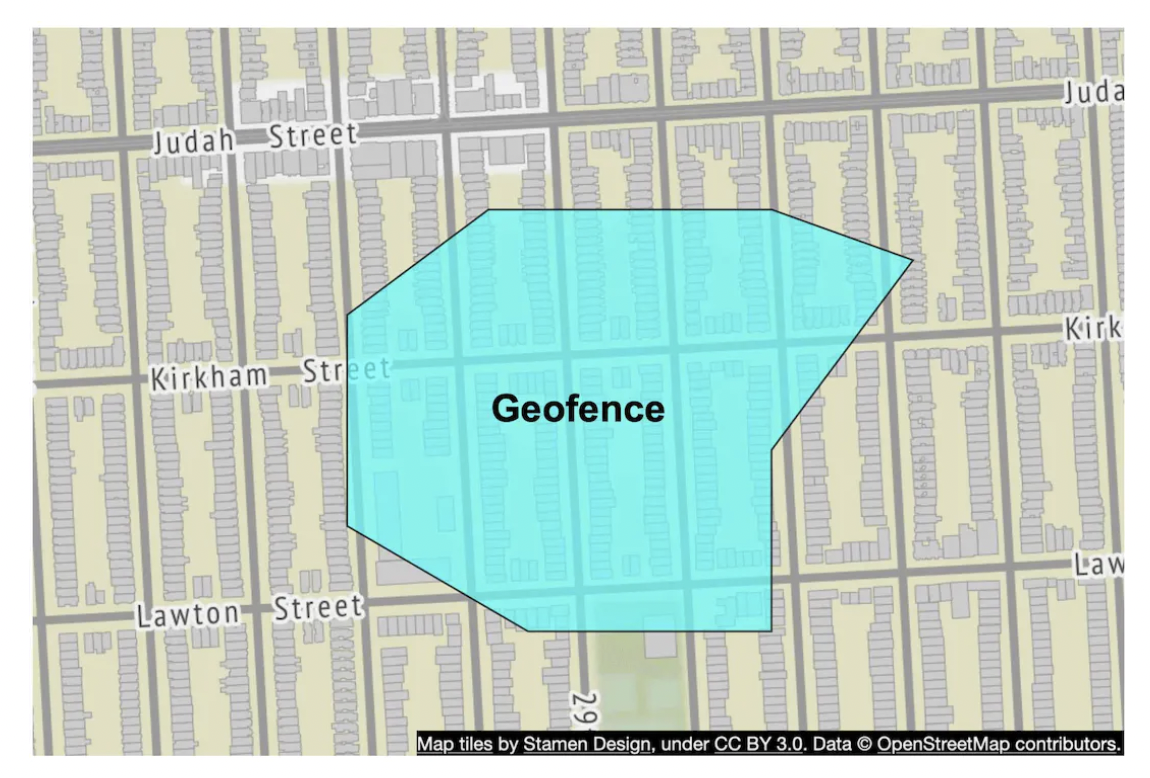 Juda
Judah Street
Kirk
Kirkham Street
Geofence
Law
Lawton Street
29
Map tiles by Stamen Design, under CC BY 3.0. Data © OpenStreetMap contributors.